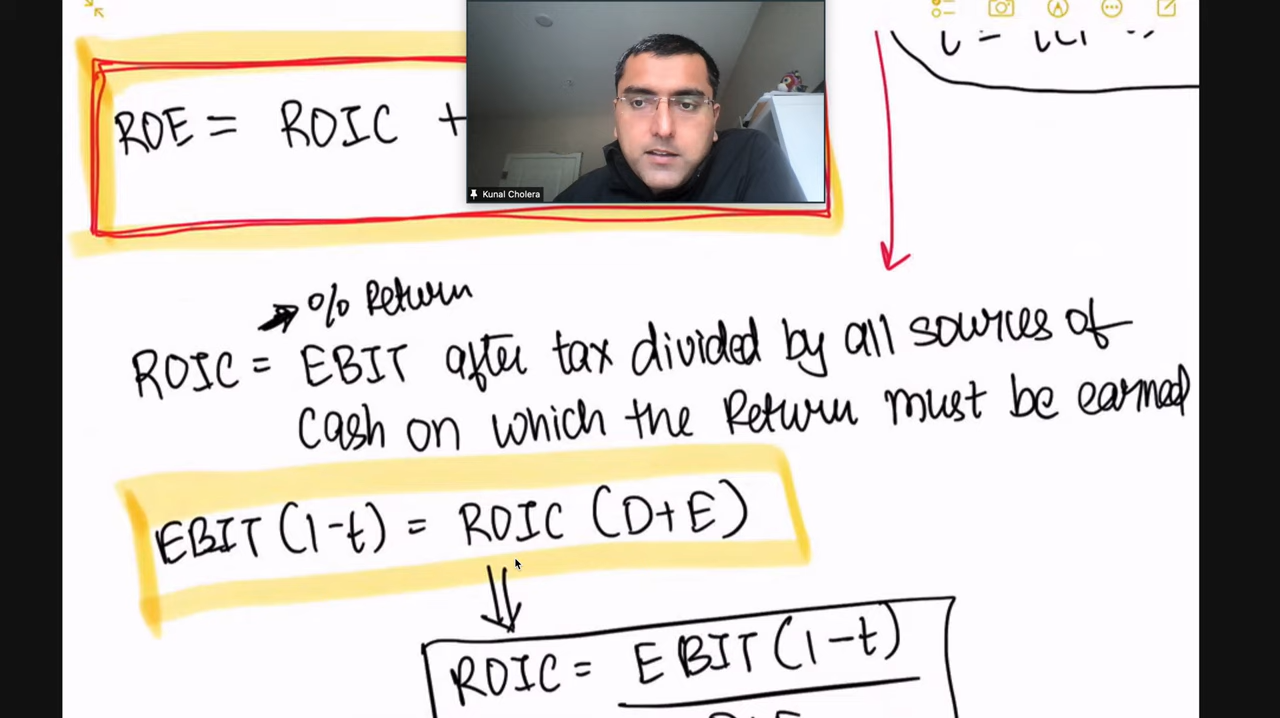 ROE = ROIC +
Kunal Cholera
% Return
ROIC = EBIT after tax divided by all sources of
cash on which the Return must be earned
EBIT (1-t) = ROIC (D+E)
ROIC = EBIT (1-t)